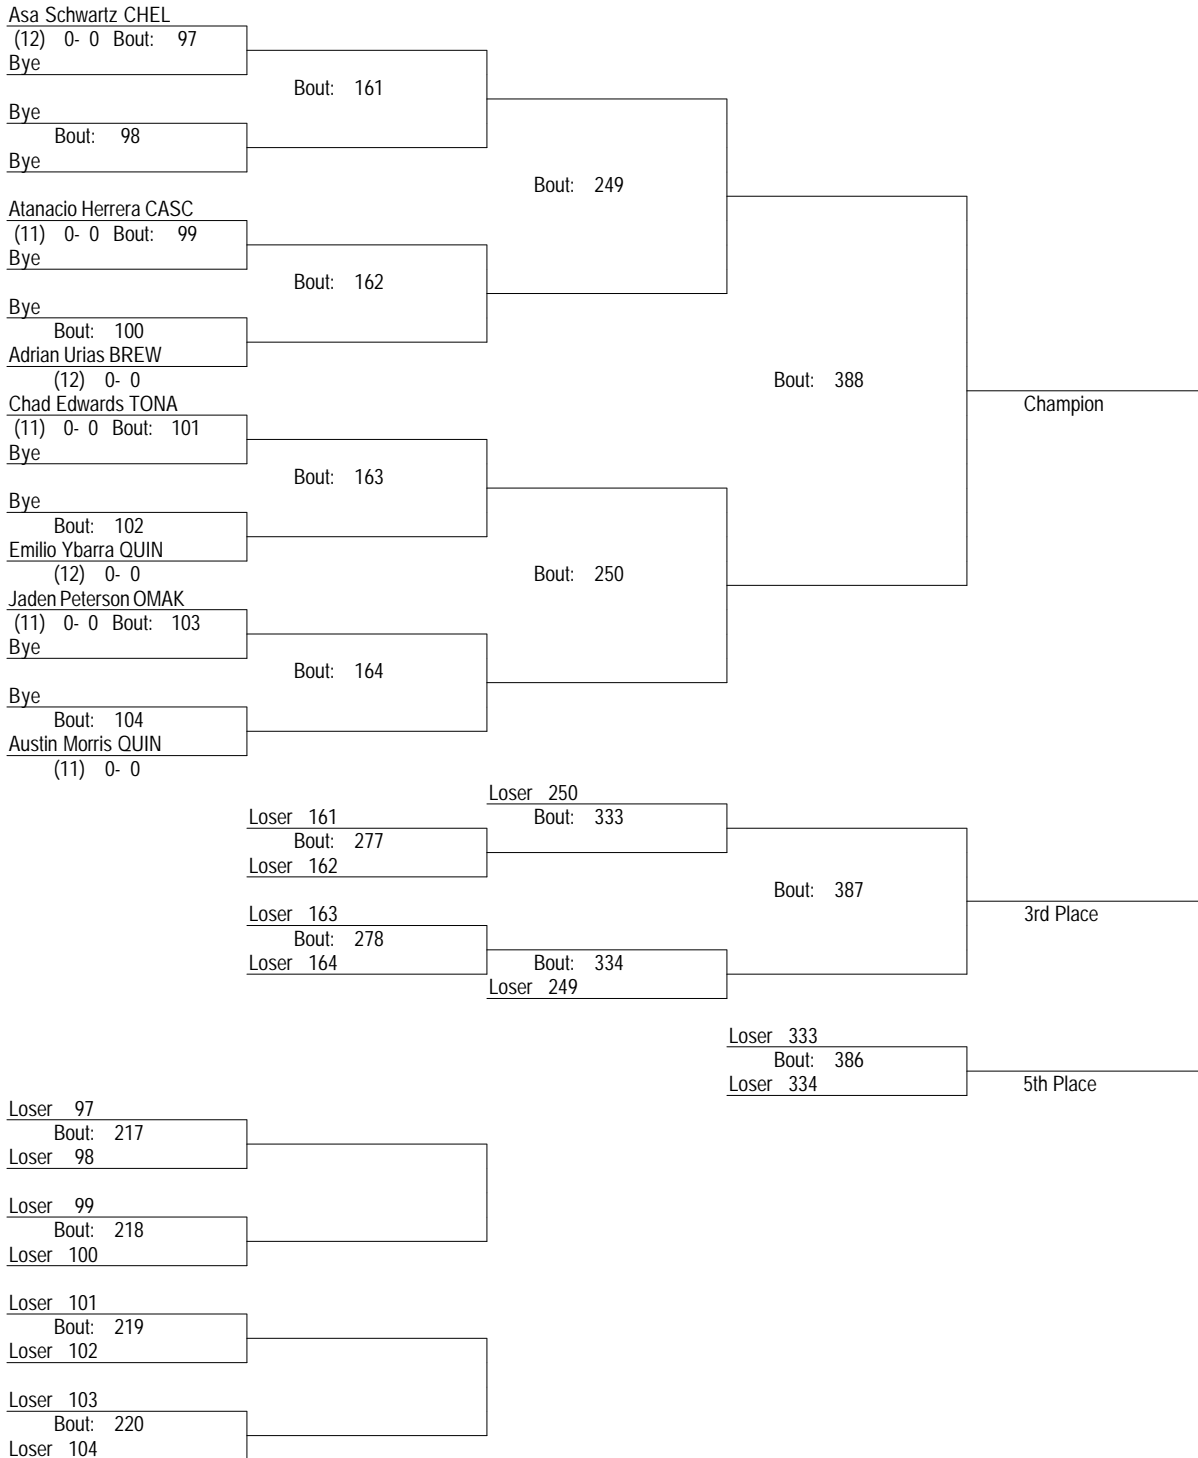 Asa Schwartz CHEL
(12) 0- 0 Bout: 97
Bye
Bout: 161
Bye
Bout: 98
Bye
Bout: 249
Atanacio Herrera CASC
(11) 0- 0 Bout: 99
Bye
Bout: 162
Bye
Bout: 100
Adrian Urias BREW
(12) 0- 0
Bout: 388
Chad Edwards TONA
Champion
(11) 0- 0 Bout: 101
Bye
Bout: 163
Bye
Bout: 102
Emilio Ybarra QUIN
(12) 0- 0
Bout: 250
Jaden Peterson OMAK
(11) 0- 0 Bout: 103
Bye
Bout: 164
Bye
Bout: 104
Austin Morris QUIN
(11) 0- 0
Loser 250
Loser 161
Bout: 333
Bout: 277
Loser 162
Bout: 387
Loser 163
3rd Place
Bout: 278
Loser 164
Bout: 334
Loser 249
Loser 333
Bout: 386
Loser 334
5th Place
Loser 97
Bout: 217
Loser 98
Loser 99
Bout: 218
Loser 100
Loser 101
Bout: 219
Loser 102
Loser 103
Bout: 220
Loser 104